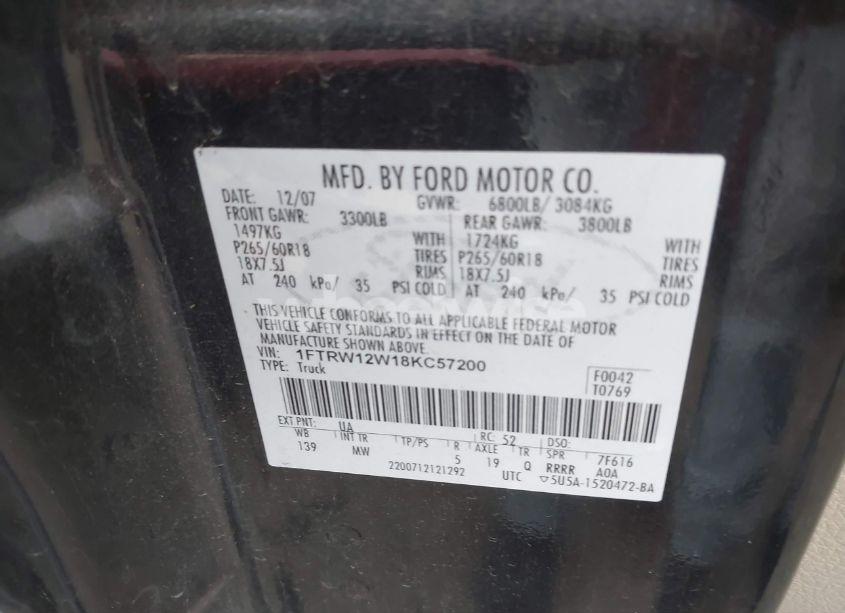 MFD. BY FORD MOTOR CO.
DATE: 12/07 GVWR: 6800LB/ 3084KG
FRONT GAWR: 3300LB REAR GAWR: 3800LB
1497KG WITH 1724KG WITH
P265/60R18 TIRES P265/60R18 TIRES
18X7.5J RIMS 18X7.5J RIMS
AT 240 kPa/ 35 PSI COLD AT 240 kPa/ 35 PSI COLD
THIS VEHICLE CONFORMS TO ALL APPLICABLE FEDERAL MOTOR
VEHICLE SAFETY STANDARDS IN EFFECT ON THE DATE OF
MANUFACTURE SHOWN ABOVE.
VIN: 1FTRW12W18KC57200
TYPE: Truck
F0042
T0769
EXT PNT: UA RC: 52 DSO:
WB INT TR TP/PS R AXLE TR SPR 7F616
139 MW 5 19 Q RRRR A0A
2200712121292 UTC ▽5U5A-1520472-BA